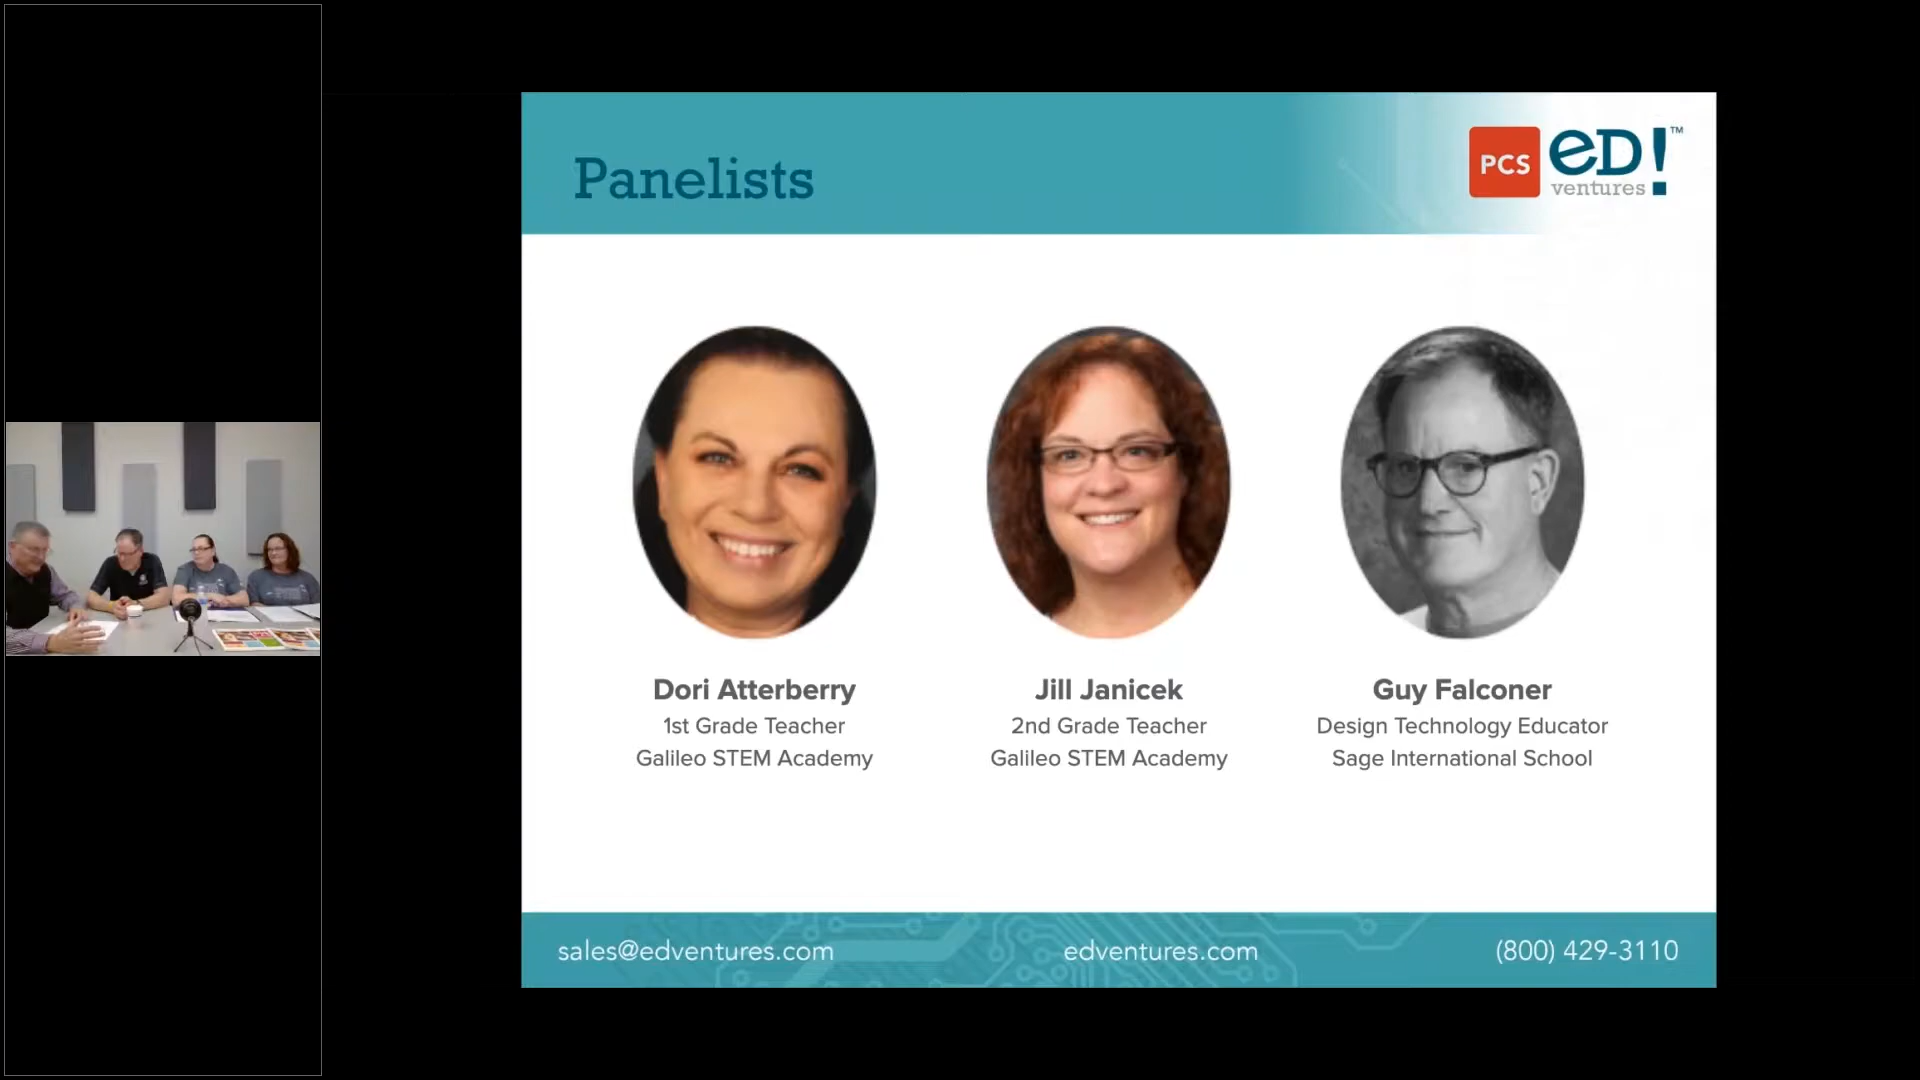 Panelists
PCS
eD!™
ventures
Dori Atterberry
1st Grade Teacher
Galileo STEM Academy
Jill Janicek
2nd Grade Teacher
Galileo STEM Academy
Guy Falconer
Design Technology Educator
Sage International School
sales@edventures.com
edventures.com
(800) 429-3110